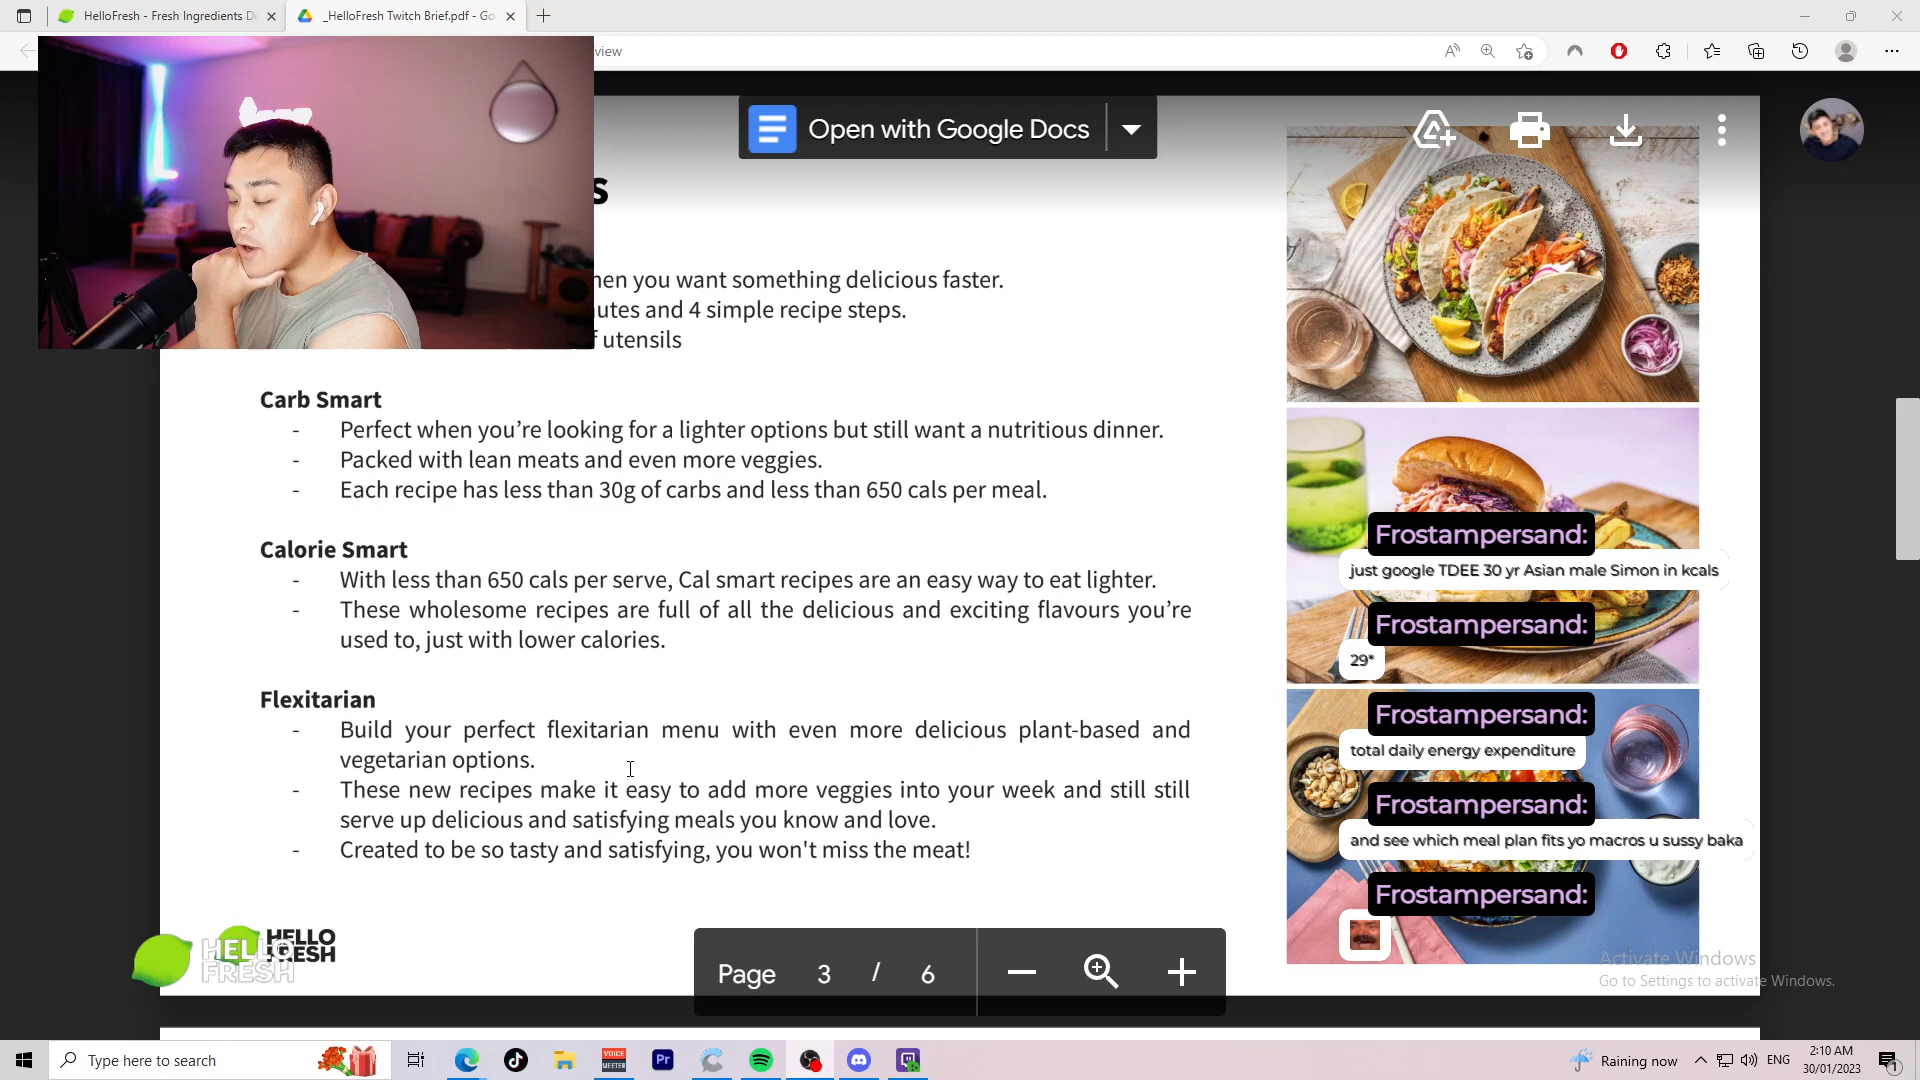 HelloFresh - Fresh Ingredients De
_HelloFresh Twitch Brief.pdf - Go
view
Open with Google Docs
s
hen you want something delicious faster.
utes and 4 simple recipe steps.
f utensils
Carb Smart
- Perfect when you’re looking for a lighter options but still want a nutritious dinner.
- Packed with lean meats and even more veggies.
- Each recipe has less than 30g of carbs and less than 650 cals per meal.
Calorie Smart
- With less than 650 cals per serve, Cal smart recipes are an easy way to eat lighter.
- These wholesome recipes are full of all the delicious and exciting flavours you’re
used to, just with lower calories.
Flexitarian
- Build your perfect flexitarian menu with even more delicious plant-based and
vegetarian options.
- These new recipes make it easy to add more veggies into your week and still still
serve up delicious and satisfying meals you know and love.
- Created to be so tasty and satisfying, you won't miss the meat!
Frostampersand:
just google TDEE 30 yr Asian male Simon in kcals
Frostampersand:
29*
Frostampersand:
total daily energy expenditure
Frostampersand:
and see which meal plan fits yo macros u sussy baka
Frostampersand:
HELLO
FRESH
HELLO
FRESH
Page 3 / 6
Activate Windows
Go to Settings to activate Windows.
Type here to search
VOICE
MEETER
Pr
Raining now
ENG
2:10 AM
30/01/2023
1